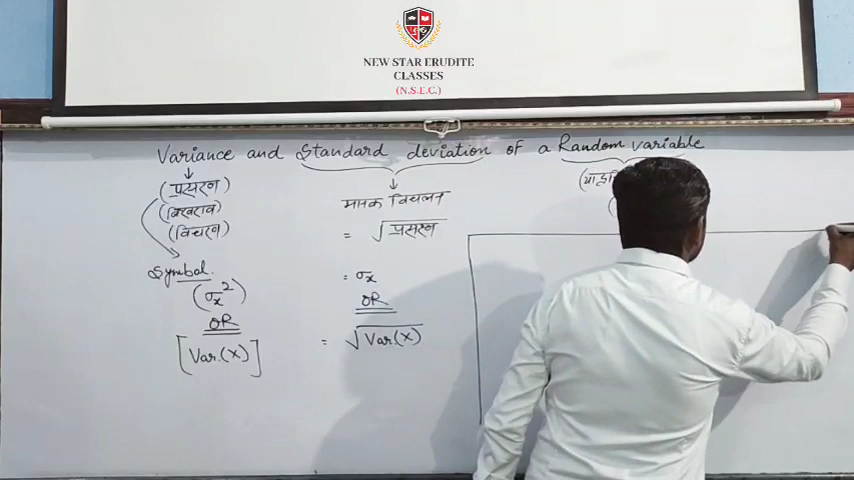 NEW STAR ERUDITE
CLASSES
(N.S.E.C.)
Variance and Standard deviation of a Random variable
(प्रसरण)
(बिखराव)
(विचरण)
मानक विचलन
= √प्रसरण
Symbol.
(σx²)
= σx
OR
OR
[Var.(X)]
= √Var.(X)